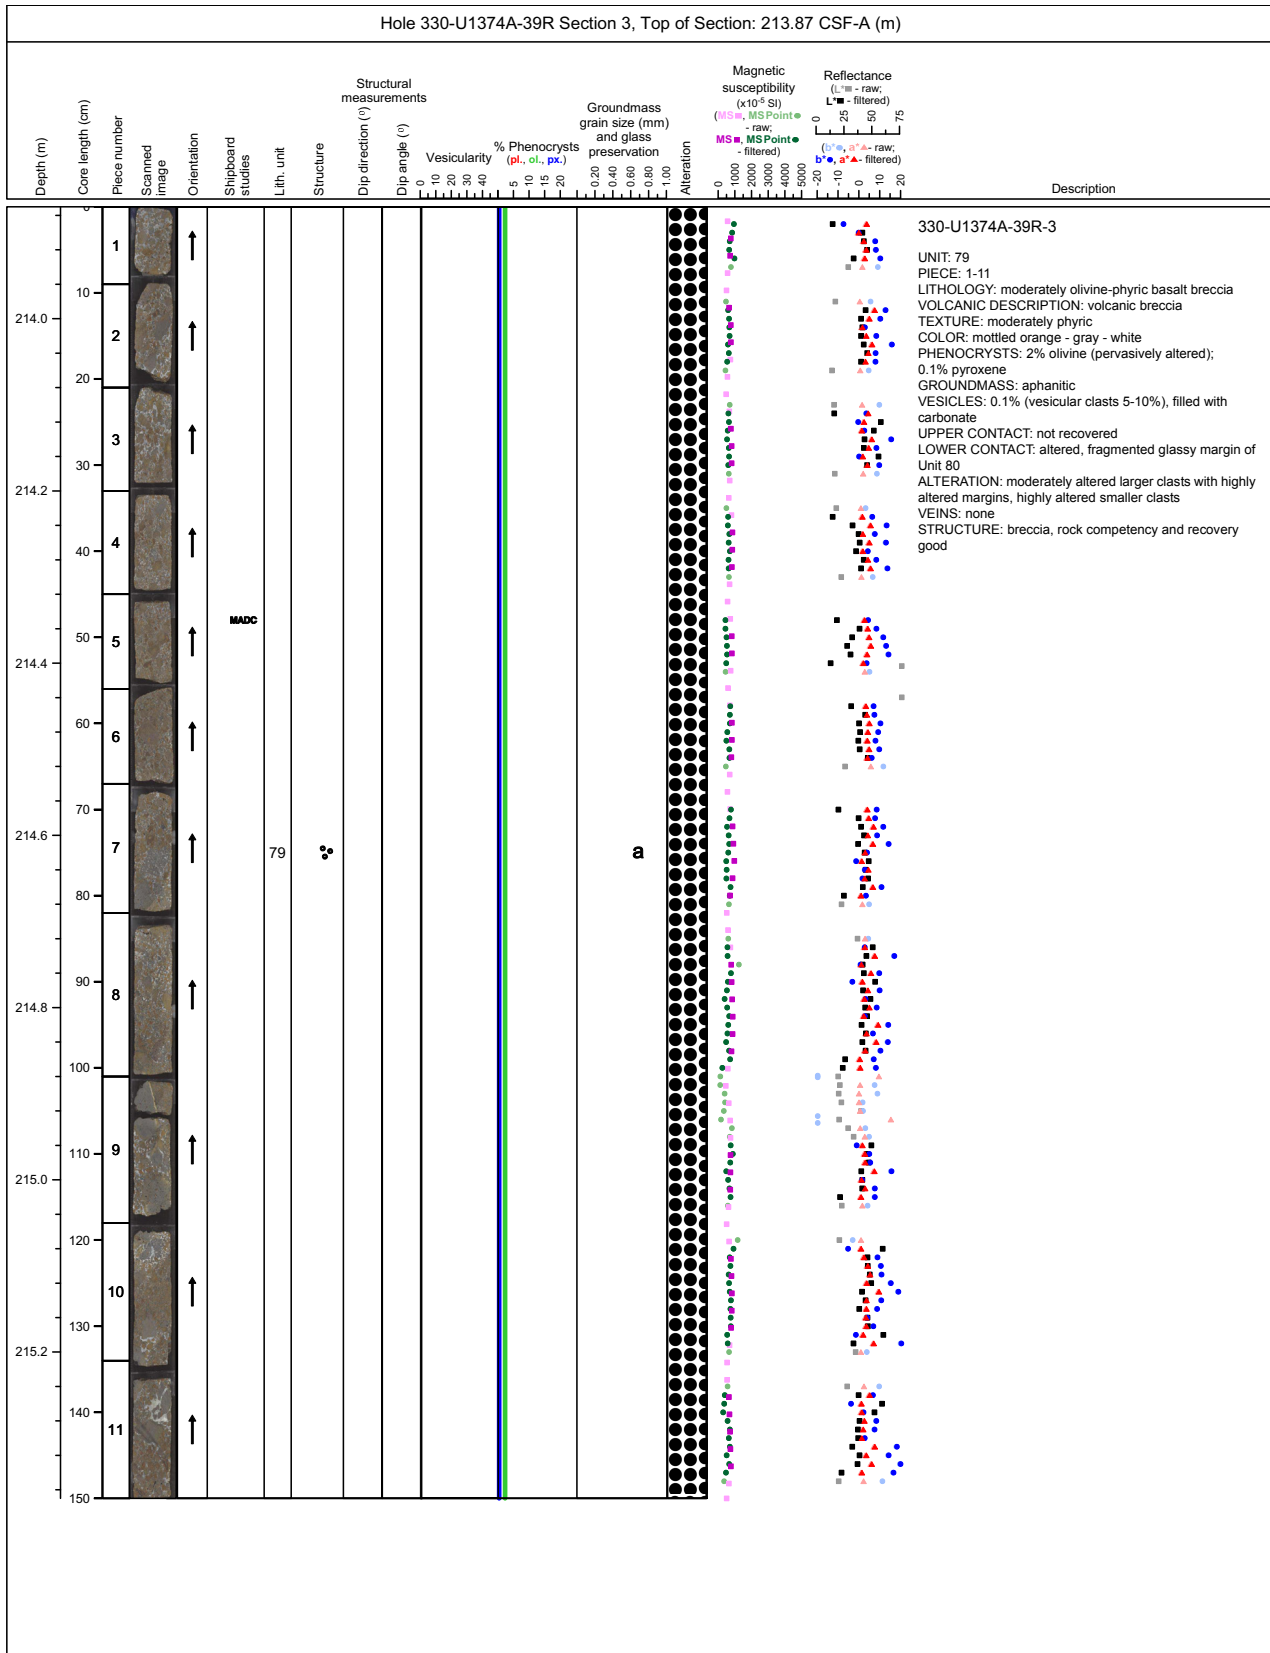 Hole 330-U1374A-39R Section 3, Top of Section: 213.87 CSF-A (m)
Depth (m)
Core length (cm)
Piece number
Scanned
image
Orientation
Shipboard
studies
Lith. unit
Structure
Structural
measurements
Dip direction (°)
Dip angle (°)
Vesicularity
0 10 20 30 40
% Phenocrysts
(pl., ol., px.)
5 10 15 20
Groundmass
grain size (mm)
and glass
preservation
0.20 0.40 0.60 0.80 1.00
Alteration
Magnetic
susceptibility
(x10-5 SI)
(MS, MSPoint
- raw;
MS, MSPoint
- filtered)
0 1000 2000 3000 4000 5000
Reflectance
(L* - raw;
L* - filtered)
0 25 50 75
(b*, a* - raw;
b*, a* - filtered)
-20 -10 0 10 20
Description
0
10
20
30
40
50
60
70
80
90
100
110
120
130
140
150
214.0
214.2
214.4
214.6
214.8
215.0
215.2
1
2
3
4
5
6
7
8
9
10
11
MADC
79
a
330-U1374A-39R-3
UNIT: 79
PIECE: 1-11
LITHOLOGY: moderately olivine-phyric basalt breccia
VOLCANIC DESCRIPTION: volcanic breccia
TEXTURE: moderately phyric
COLOR: mottled orange - gray - white
PHENOCRYSTS: 2% olivine (pervasively altered);
0.1% pyroxene
GROUNDMASS: aphanitic
VESICLES: 0.1% (vesicular clasts 5-10%), filled with
carbonate
UPPER CONTACT: not recovered
LOWER CONTACT: altered, fragmented glassy margin of
Unit 80
ALTERATION: moderately altered larger clasts with highly
altered margins, highly altered smaller clasts
VEINS: none
STRUCTURE: breccia, rock competency and recovery
good